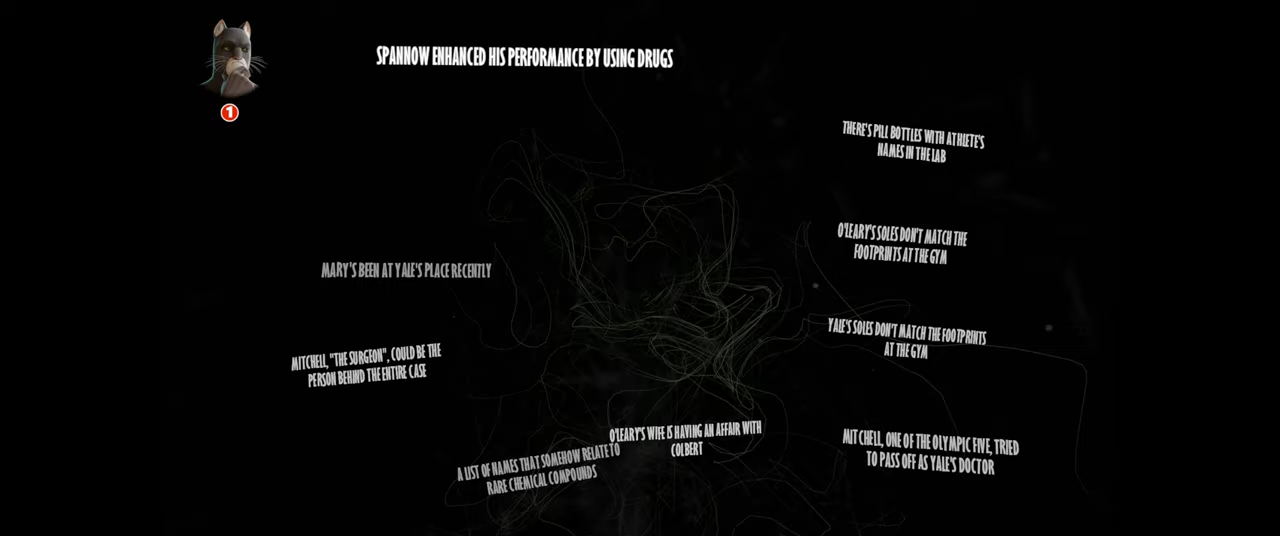 SPANNOW ENHANCED HIS PERFORMANCE BY USING DRUGS
1
THERE'S PILL BOTTLES WITH ATHLETE'S
NAMES IN THE LAB
O'LEARY'S SOLES DON'T MATCH THE
FOOTPRINTS AT THE GYM
MARY'S BEEN AT YALE'S PLACE RECENTLY
YALE'S SOLES DON'T MATCH THE FOOTPRINTS
AT THE GYM
MITCHELL, "THE SURGEON", COULD BE THE
PERSON BEHIND THE ENTIRE CASE
O'LEARY'S WIFE IS HAVING AN AFFAIR WITH
COLBERT
MITCHELL, ONE OF THE OLYMPIC FIVE, TRIED
TO PASS OFF AS YALE'S DOCTOR
A LIST OF NAMES THAT SOMEHOW RELATE TO
RARE CHEMICAL COMPOUNDS